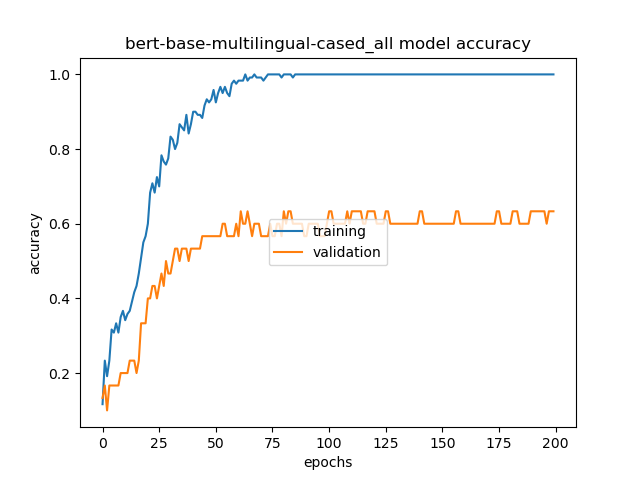 bert-base-multilingual-cased_all model accuracy
1.0
0.8
0.6
0.4
0.2
accuracy
training
validation
0 25 50 75 100 125 150 175 200
epochs